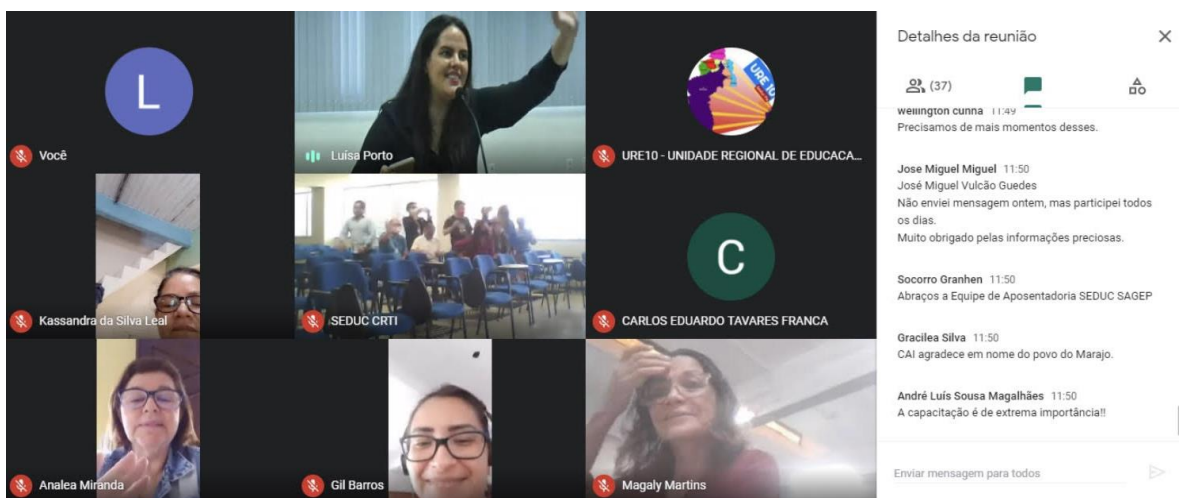 L
Você
Luísa Porto
URE 10
URE10 - UNIDADE REGIONAL DE EDUCACA...
Kassandra da Silva Leal
SEDUC CRTI
C
CARLOS EDUARDO TAVARES FRANCA
Analea Miranda
Gil Barros
Magaly Martins
Detalhes da reunião
(37)
wellington cunha 11:49
Precisamos de mais momentos desses.
Jose Miguel Miguel 11:50
José Miguel Vulcão Guedes
Não enviei mensagem ontem, mas participei todos
os dias.
Muito obrigado pelas informações preciosas.
Socorro Granhen 11:50
Abraços a Equipe de Aposentadoria SEDUC SAGEP
Gracilea Silva 11:50
CAI agradece em nome do povo do Marajo.
André Luís Sousa Magalhães 11:50
A capacitação é de extrema importância!!
Enviar mensagem para todos